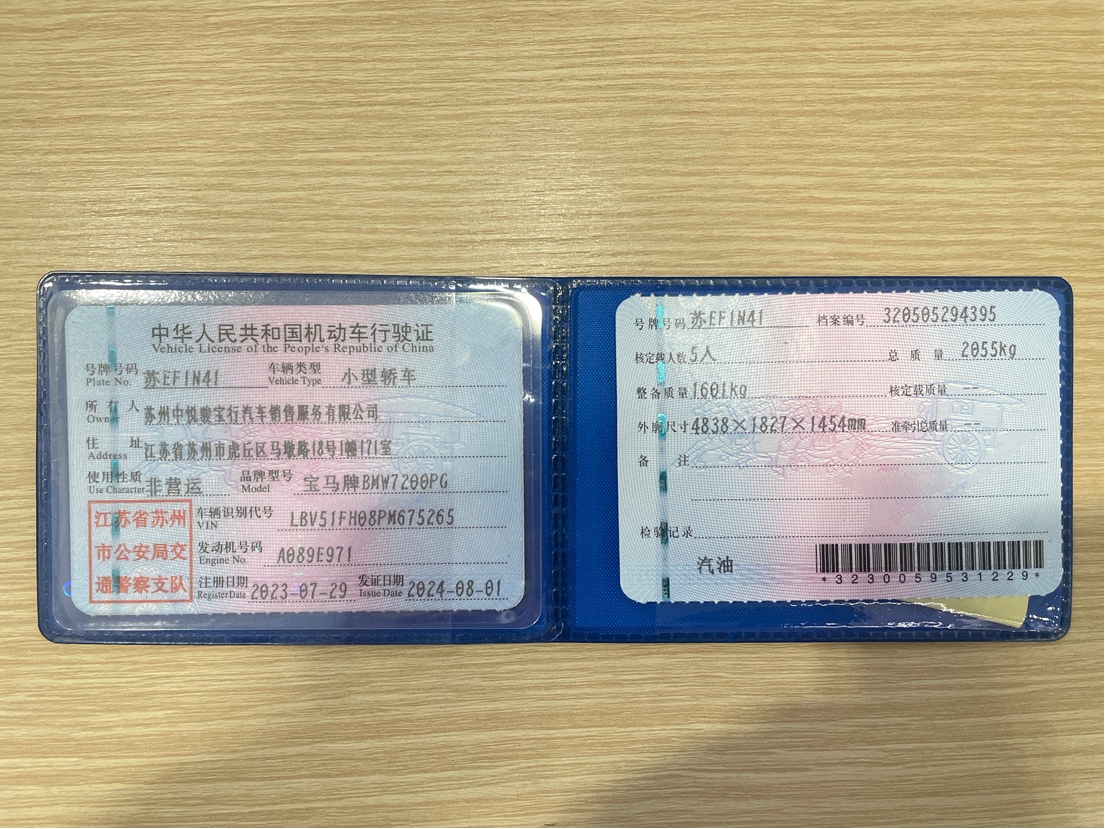 中华人民共和国机动车行驶证
Vehicle License of the People's Republic of China
号牌号码 Plate No. 苏EF1N41 车辆类型 Vehicle Type 小型轿车
所有人 Owner 苏州中悦骏宝行汽车销售服务有限公司
住址 Address 江苏省苏州市虎丘区马墩路18号1幢171室
使用性质 Use Character 非营运 品牌型号 Model 宝马牌BMW7200PG
江苏省苏州
市公安局交
通警察支队
车辆识别代号 VIN LBV51FH08PM675265
发动机号码 Engine No. A089E971
注册日期 Register Date 2023-07-29 发证日期 Issue Date 2024-08-01
号牌号码 苏EF1N41 档案编号 320505294395
核定载人数 5人 总质量 2055kg
整备质量 1601kg 核定载质量 --
外廓尺寸 4838×1827×1454mm 准牵引总质量 --
备注
检验记录
汽油
*3230059531229*